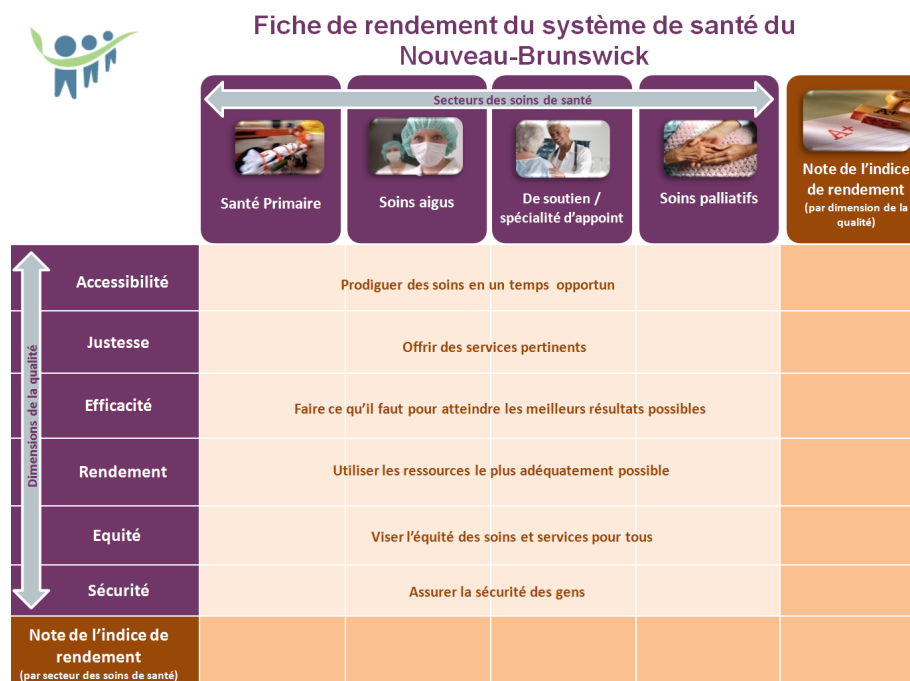 Fiche de rendement du système de santé du
Nouveau-Brunswick
Secteurs des soins de santé
Santé Primaire
Soins aigus
De soutien /
spécialité d'appoint
Soins palliatifs
A+
Note de l'indice
de rendement
(par dimension de la
qualité)
Dimensions de la qualité
Accessibilité
Prodiguer des soins en un temps opportun
Justesse
Offrir des services pertinents
Efficacité
Faire ce qu'il faut pour atteindre les meilleurs résultats possibles
Rendement
Utiliser les ressources le plus adéquatement possible
Equité
Viser l'équité des soins et services pour tous
Sécurité
Assurer la sécurité des gens
Note de l'indice de
rendement
(par secteur des soins de santé)